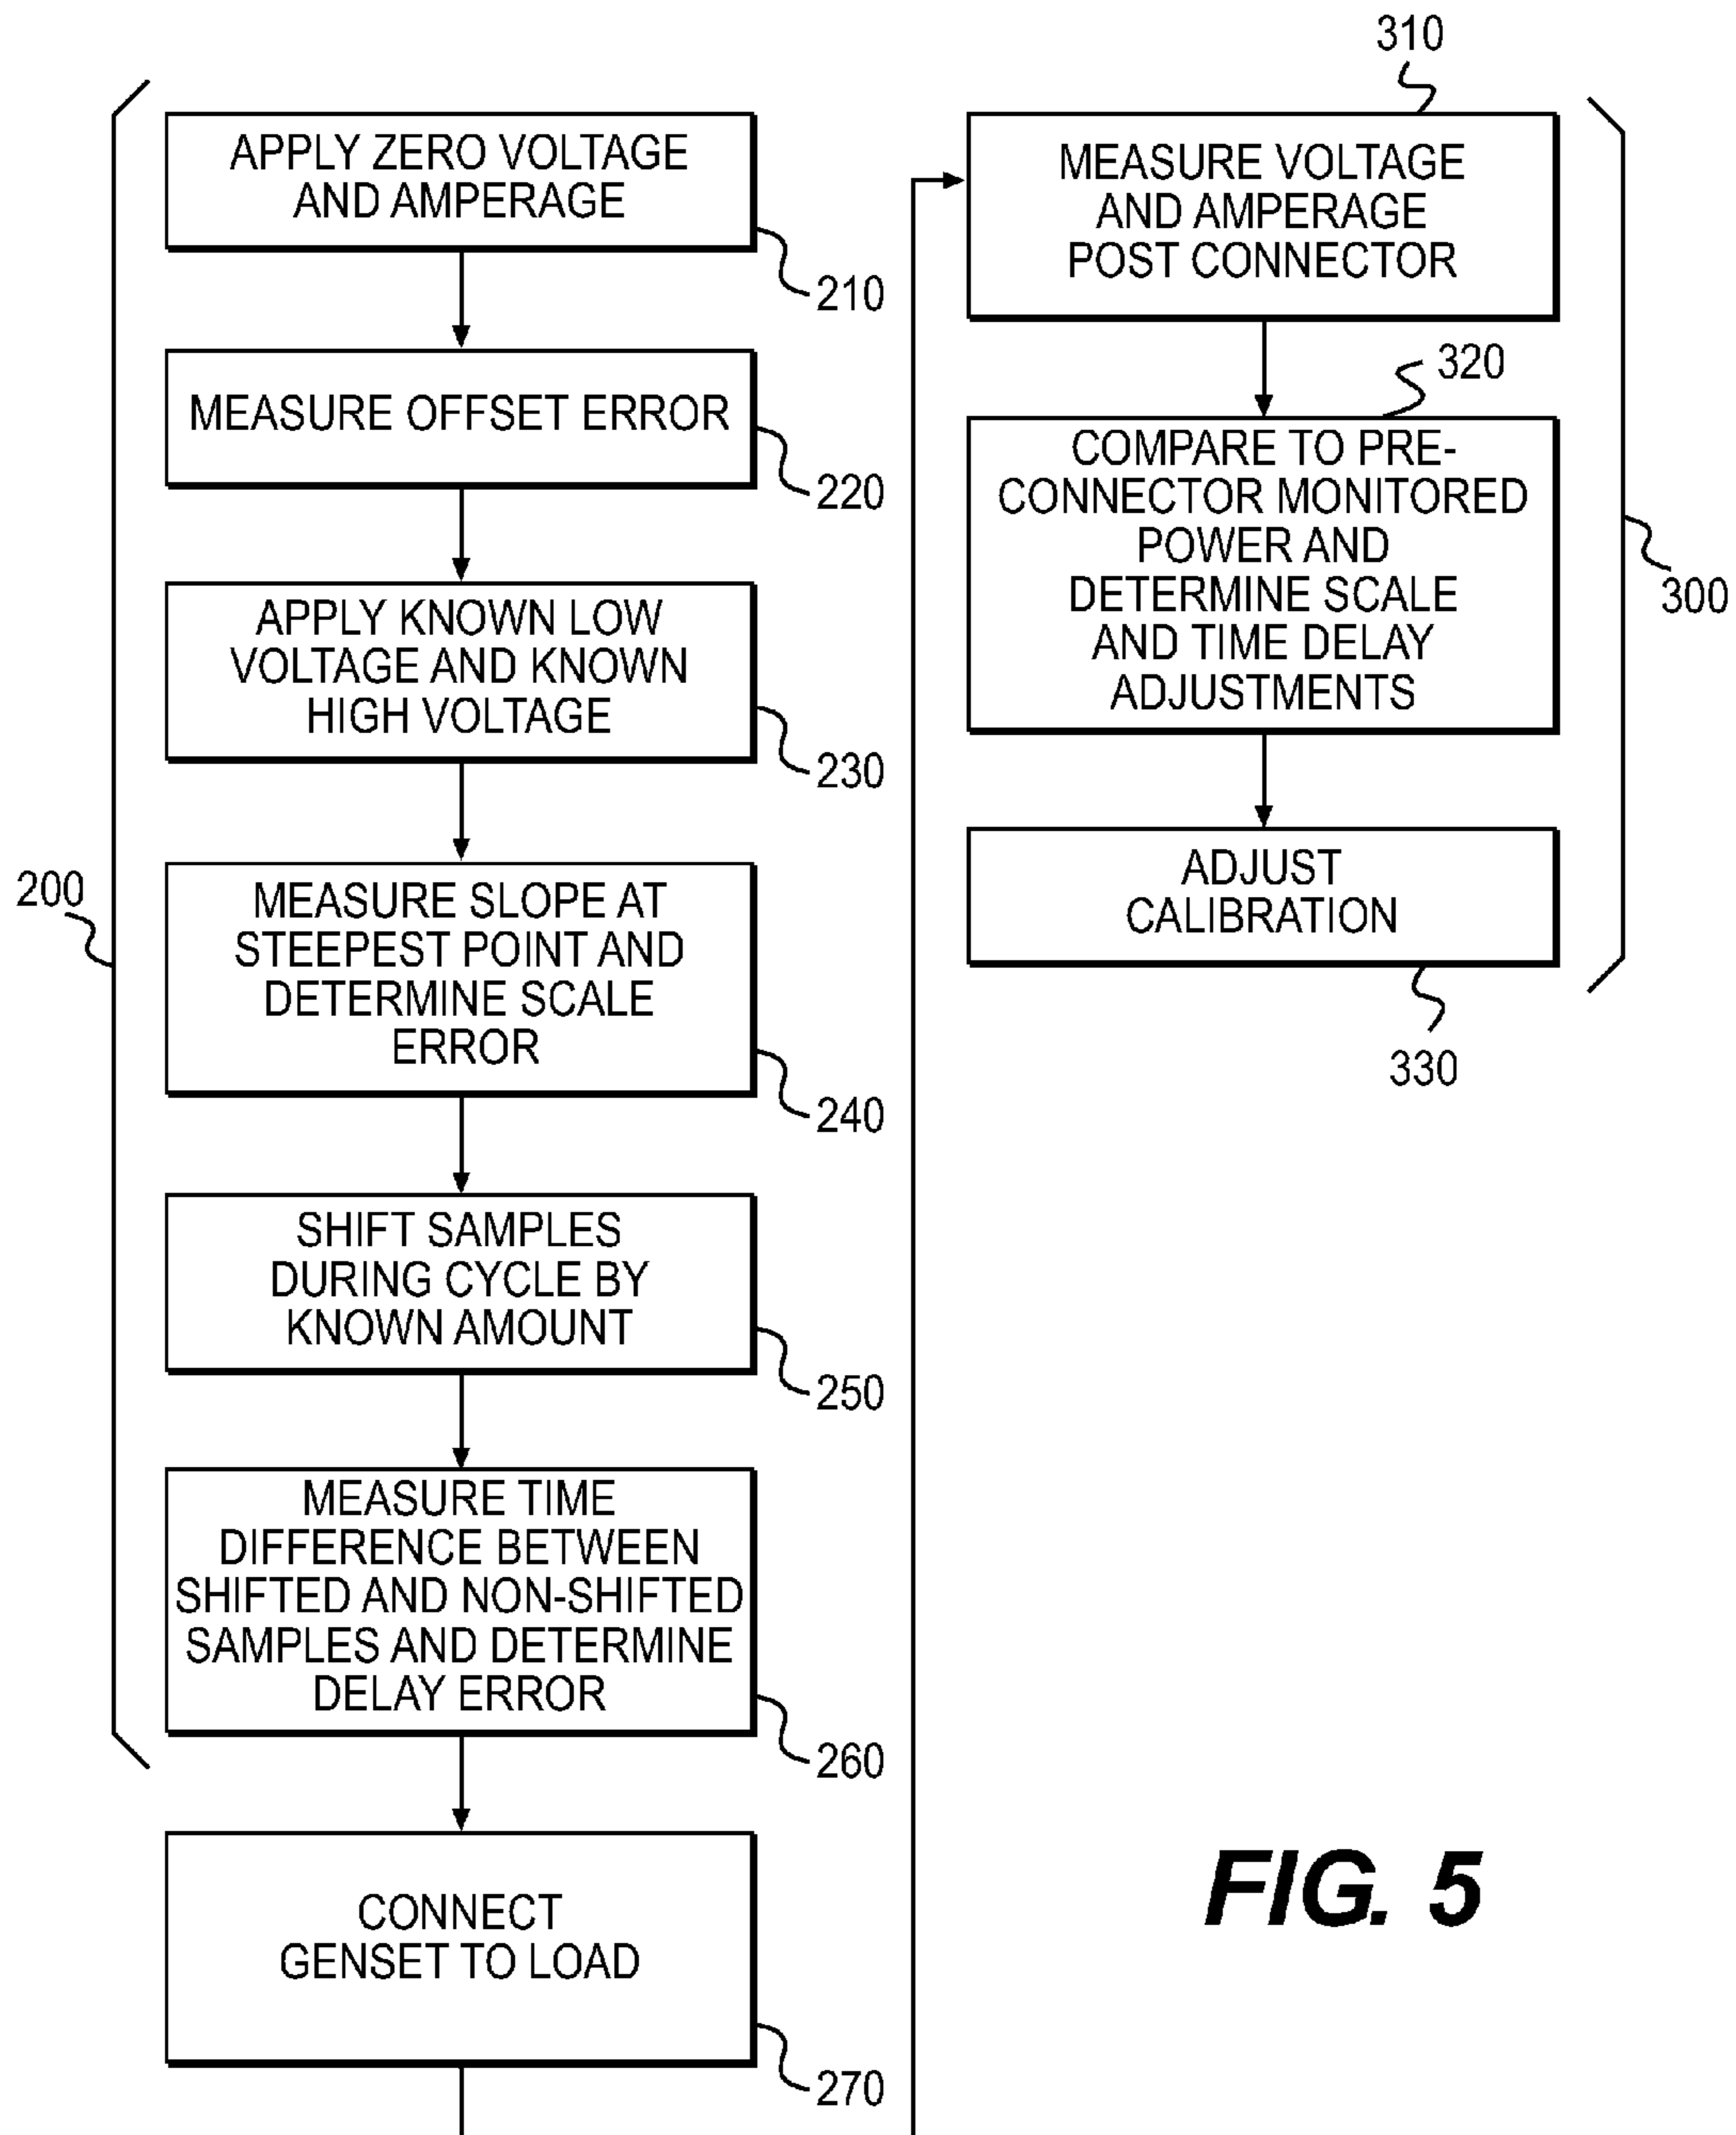 200
APPLY ZERO VOLTAGE
AND AMPERAGE
210
MEASURE OFFSET ERROR
220
APPLY KNOWN LOW
VOLTAGE AND KNOWN
HIGH VOLTAGE
230
MEASURE SLOPE AT
STEEPEST POINT AND
DETERMINE SCALE
ERROR
240
SHIFT SAMPLES
DURING CYCLE BY
KNOWN AMOUNT
250
MEASURE TIME
DIFFERENCE BETWEEN
SHIFTED AND NON-SHIFTED
SAMPLES AND DETERMINE
DELAY ERROR
260
CONNECT
GENSET TO LOAD
270
300
310
MEASURE VOLTAGE
AND AMPERAGE
POST CONNECTOR
320
COMPARE TO PRE-
CONNECTOR MONITORED
POWER AND
DETERMINE SCALE
AND TIME DELAY
ADJUSTMENTS
ADJUST
CALIBRATION
330
FIG. 5